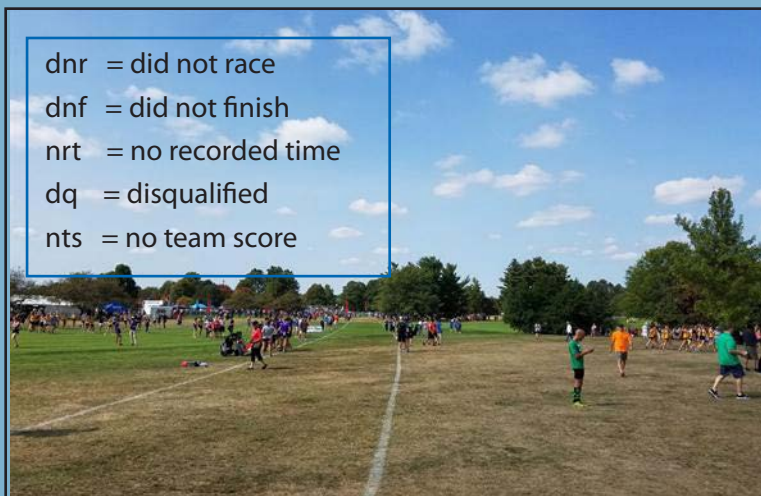 dnr = did not race
dnf = did not finish
nrt = no recorded time
dq = disqualified
nts = no team score